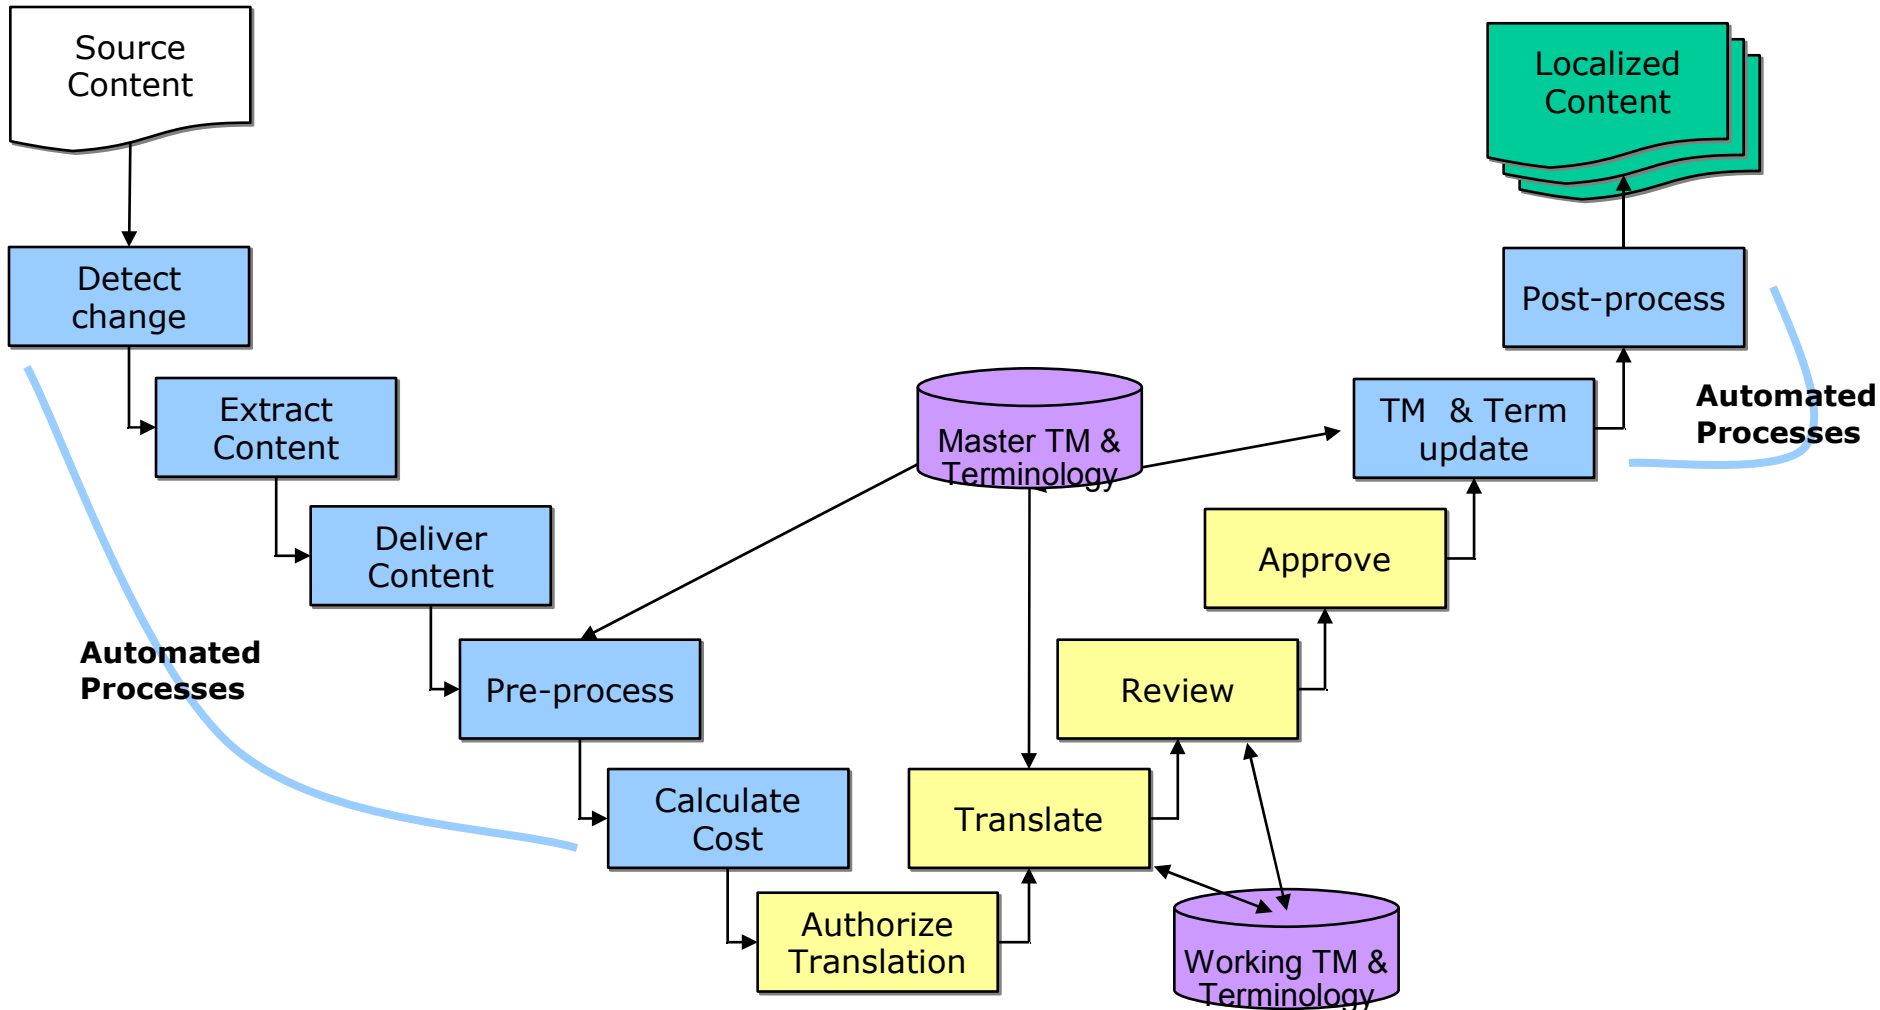 Source
Content
Localized
Content
Detect
change
Post-process
Extract
Content
Master TM &
Terminology
TM & Term
update
Automated
Processes
Deliver
Content
Approve
Automated
Processes
Pre-process
Review
Calculate
Cost
Translate
Authorize
Translation
Working TM &
Terminology